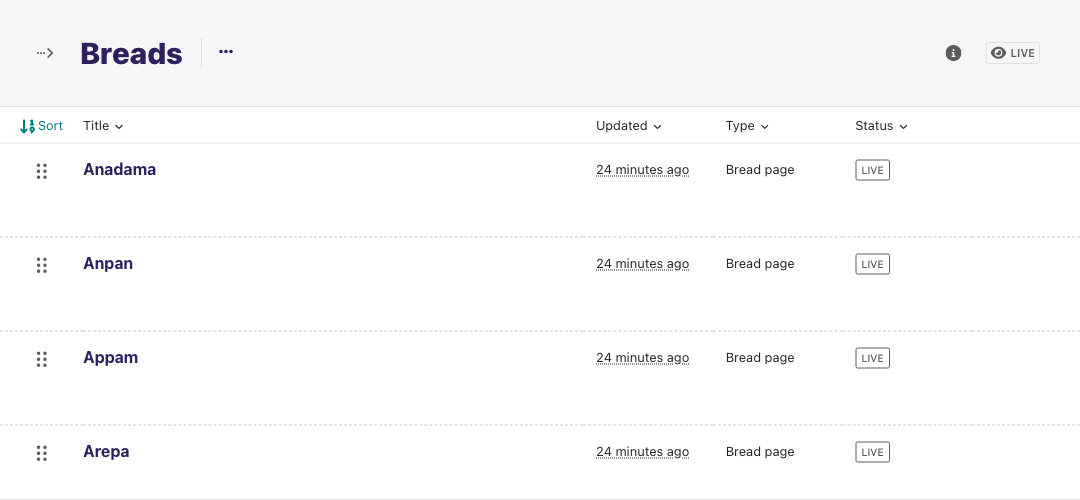 Breads
LIVE
Sort Title Updated Type Status
Anadama 24 minutes ago Bread page LIVE
Anpan 24 minutes ago Bread page LIVE
Appam 24 minutes ago Bread page LIVE
Arepa 24 minutes ago Bread page LIVE